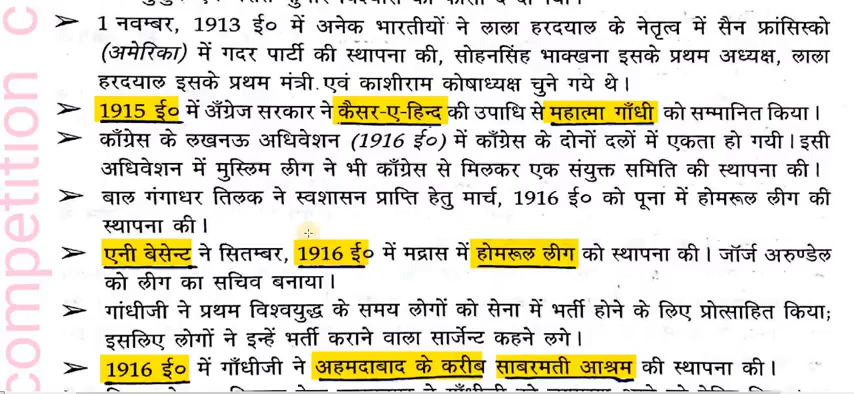 ➤ 1 नवम्बर, 1913 ई० में अनेक भारतीयों ने लाला हरदयाल के नेतृत्व में सैन फ्रांसिस्को
(अमेरिका) में गदर पार्टी की स्थापना की, सोहनसिंह भाक्खना इसके प्रथम अध्यक्ष, लाला
हरदयाल इसके प्रथम मंत्री एवं काशीराम कोषाध्यक्ष चुने गये थे।
➤ 1915 ई० में अँग्रेज सरकार ने कैसर-ए-हिन्द की उपाधि से महात्मा गाँधी को सम्मानित किया।
➤ काँग्रेस के लखनऊ अधिवेशन (1916 ई०) में काँग्रेस के दोनों दलों में एकता हो गयी। इसी
अधिवेशन में मुस्लिम लीग ने भी काँग्रेस से मिलकर एक संयुक्त समिति की स्थापना की।
➤ बाल गंगाधर तिलक ने स्वशासन प्राप्ति हेतु मार्च, 1916 ई० को पूना में होमरूल लीग की
स्थापना की।
➤ एनी बेसेन्ट ने सितम्बर, 1916 ई० में मद्रास में होमरूल लीग को स्थापना की। जॉर्ज अरुण्डेल
को लीग का सचिव बनाया।
➤ गांधीजी ने प्रथम विश्वयुद्ध के समय लोगों को सेना में भर्ती होने के लिए प्रोत्साहित किया;
इसलिए लोगों ने इन्हें भर्ती कराने वाला सार्जेन्ट कहने लगे।
➤ 1916 ई० में गाँधीजी ने अहमदाबाद के करीब साबरमती आश्रम की स्थापना की।
competition c